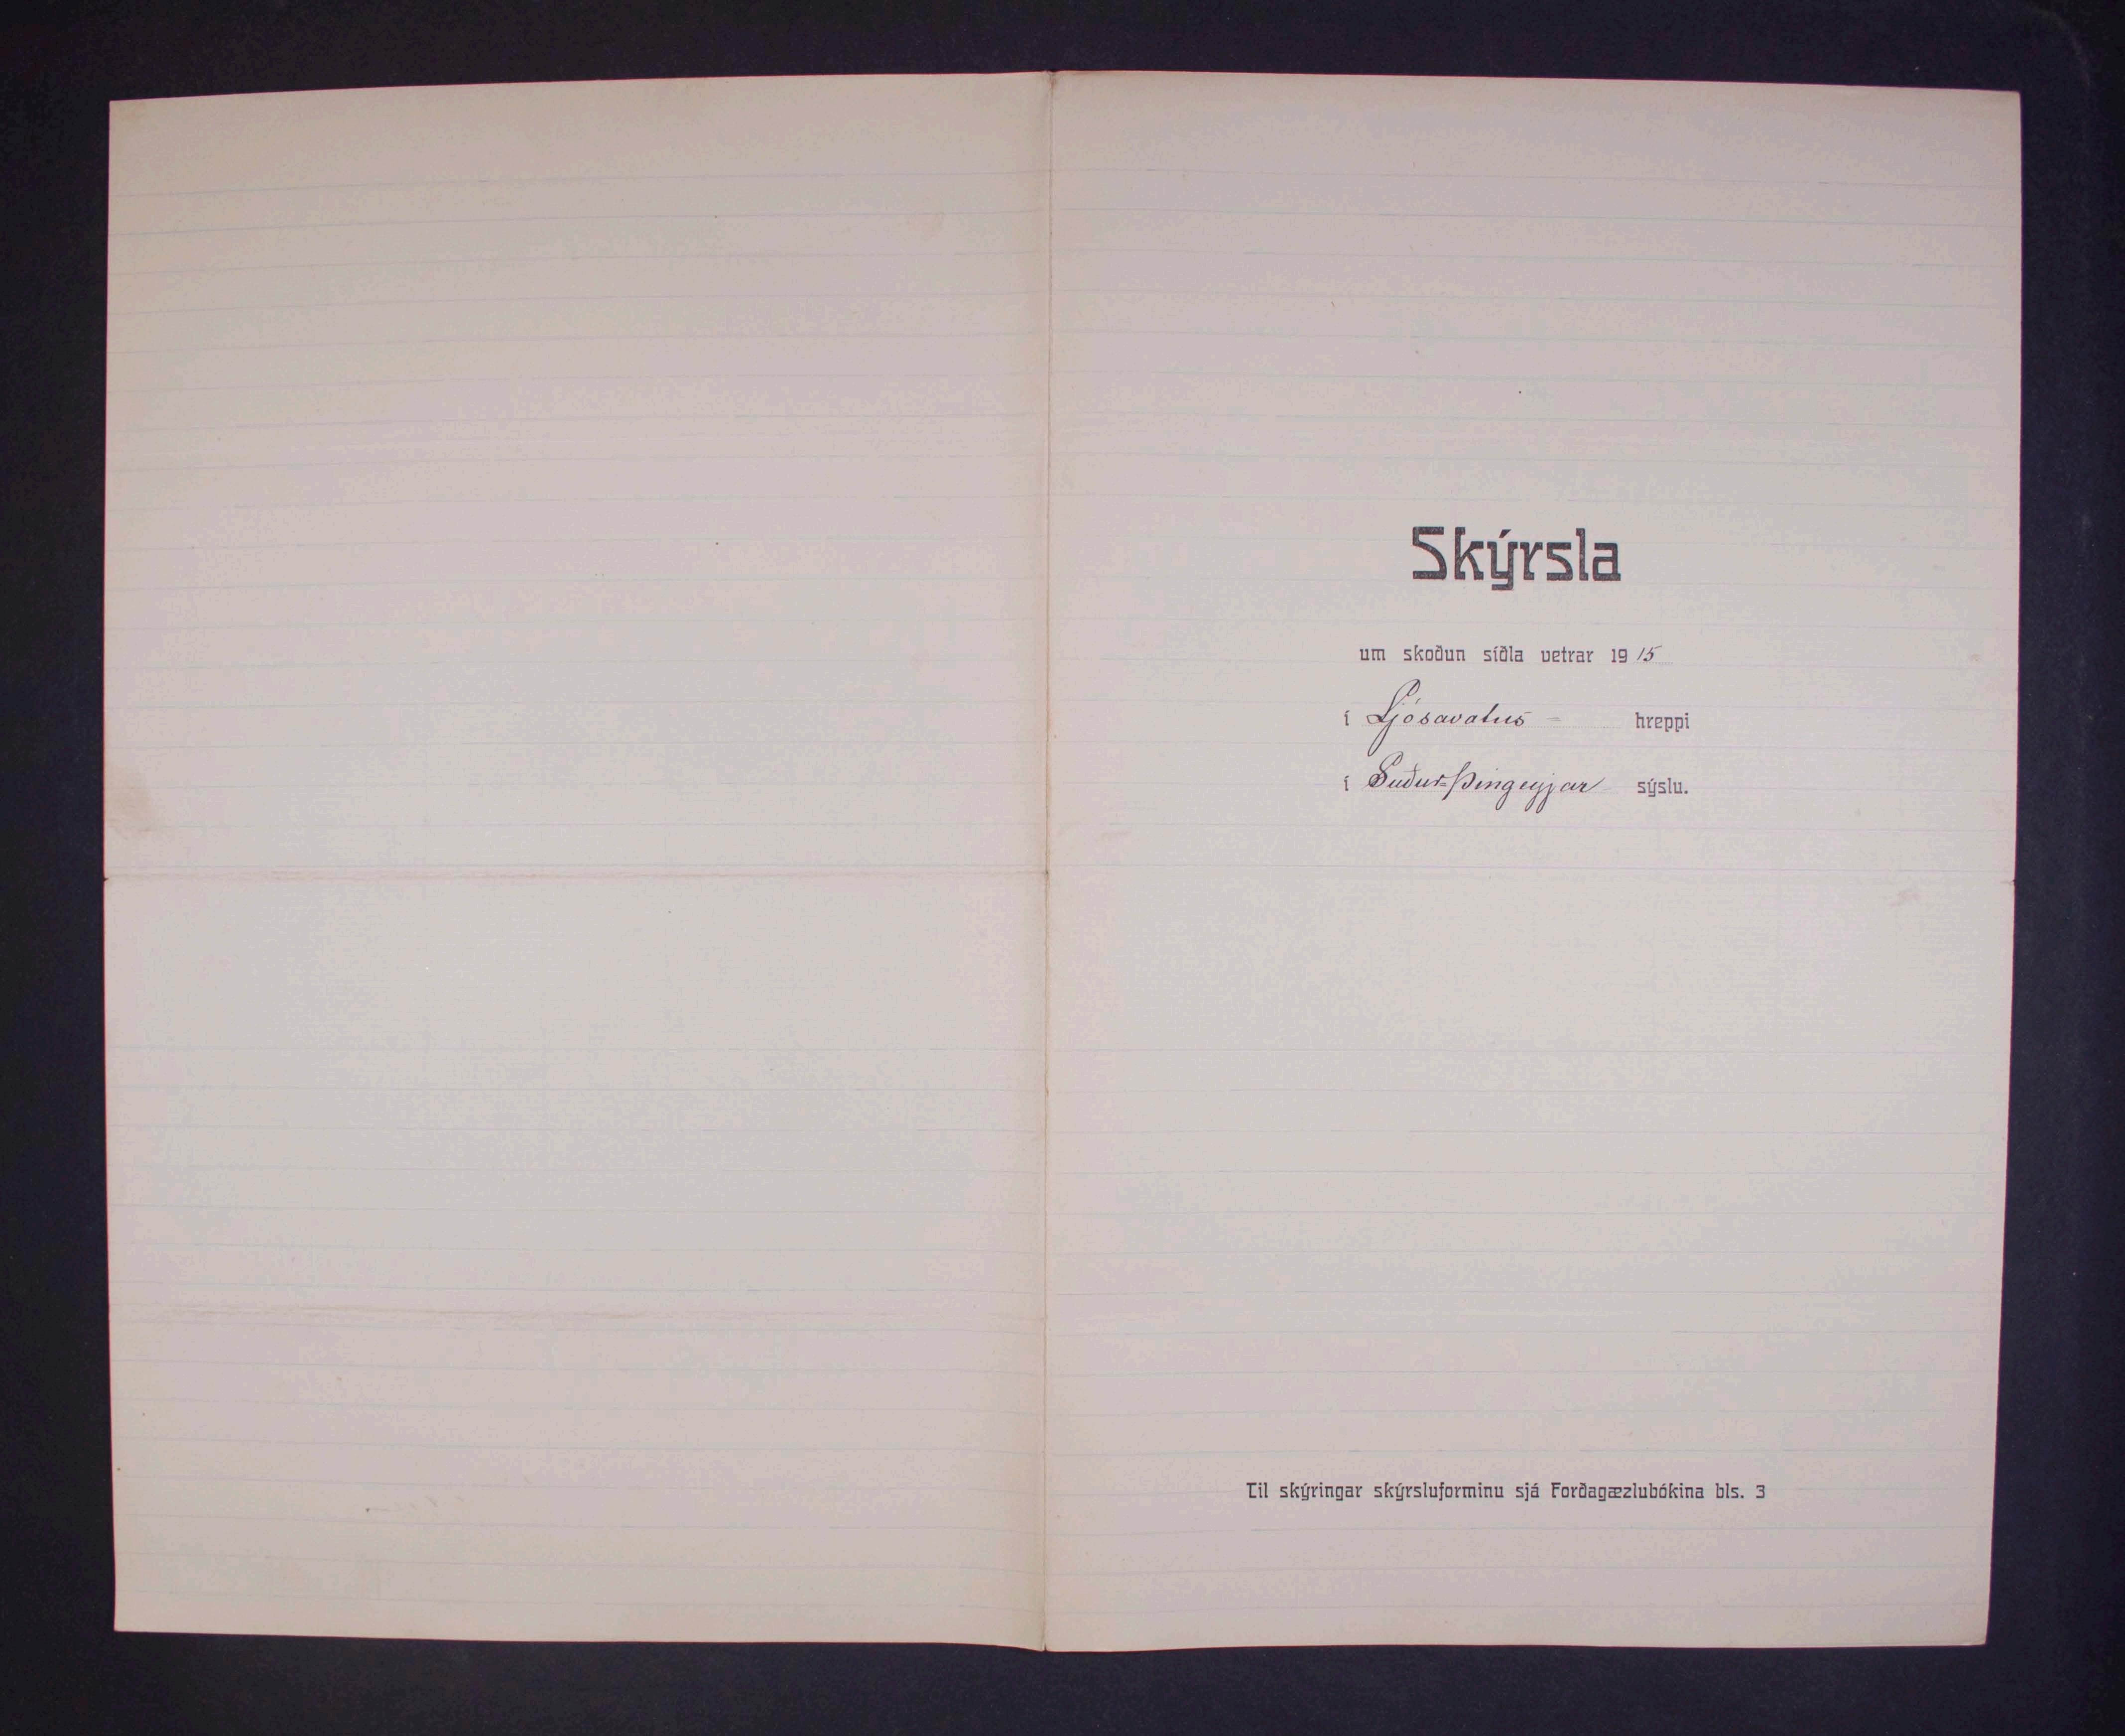 Skýrsla
um skoðun síðla vetrar 1915
í Ljósavatns- hreppi
í Suður-Þingeyjar sýslu.
Til skýringar skýrsluforminu sjá Forðagæzlubókina bls. 3